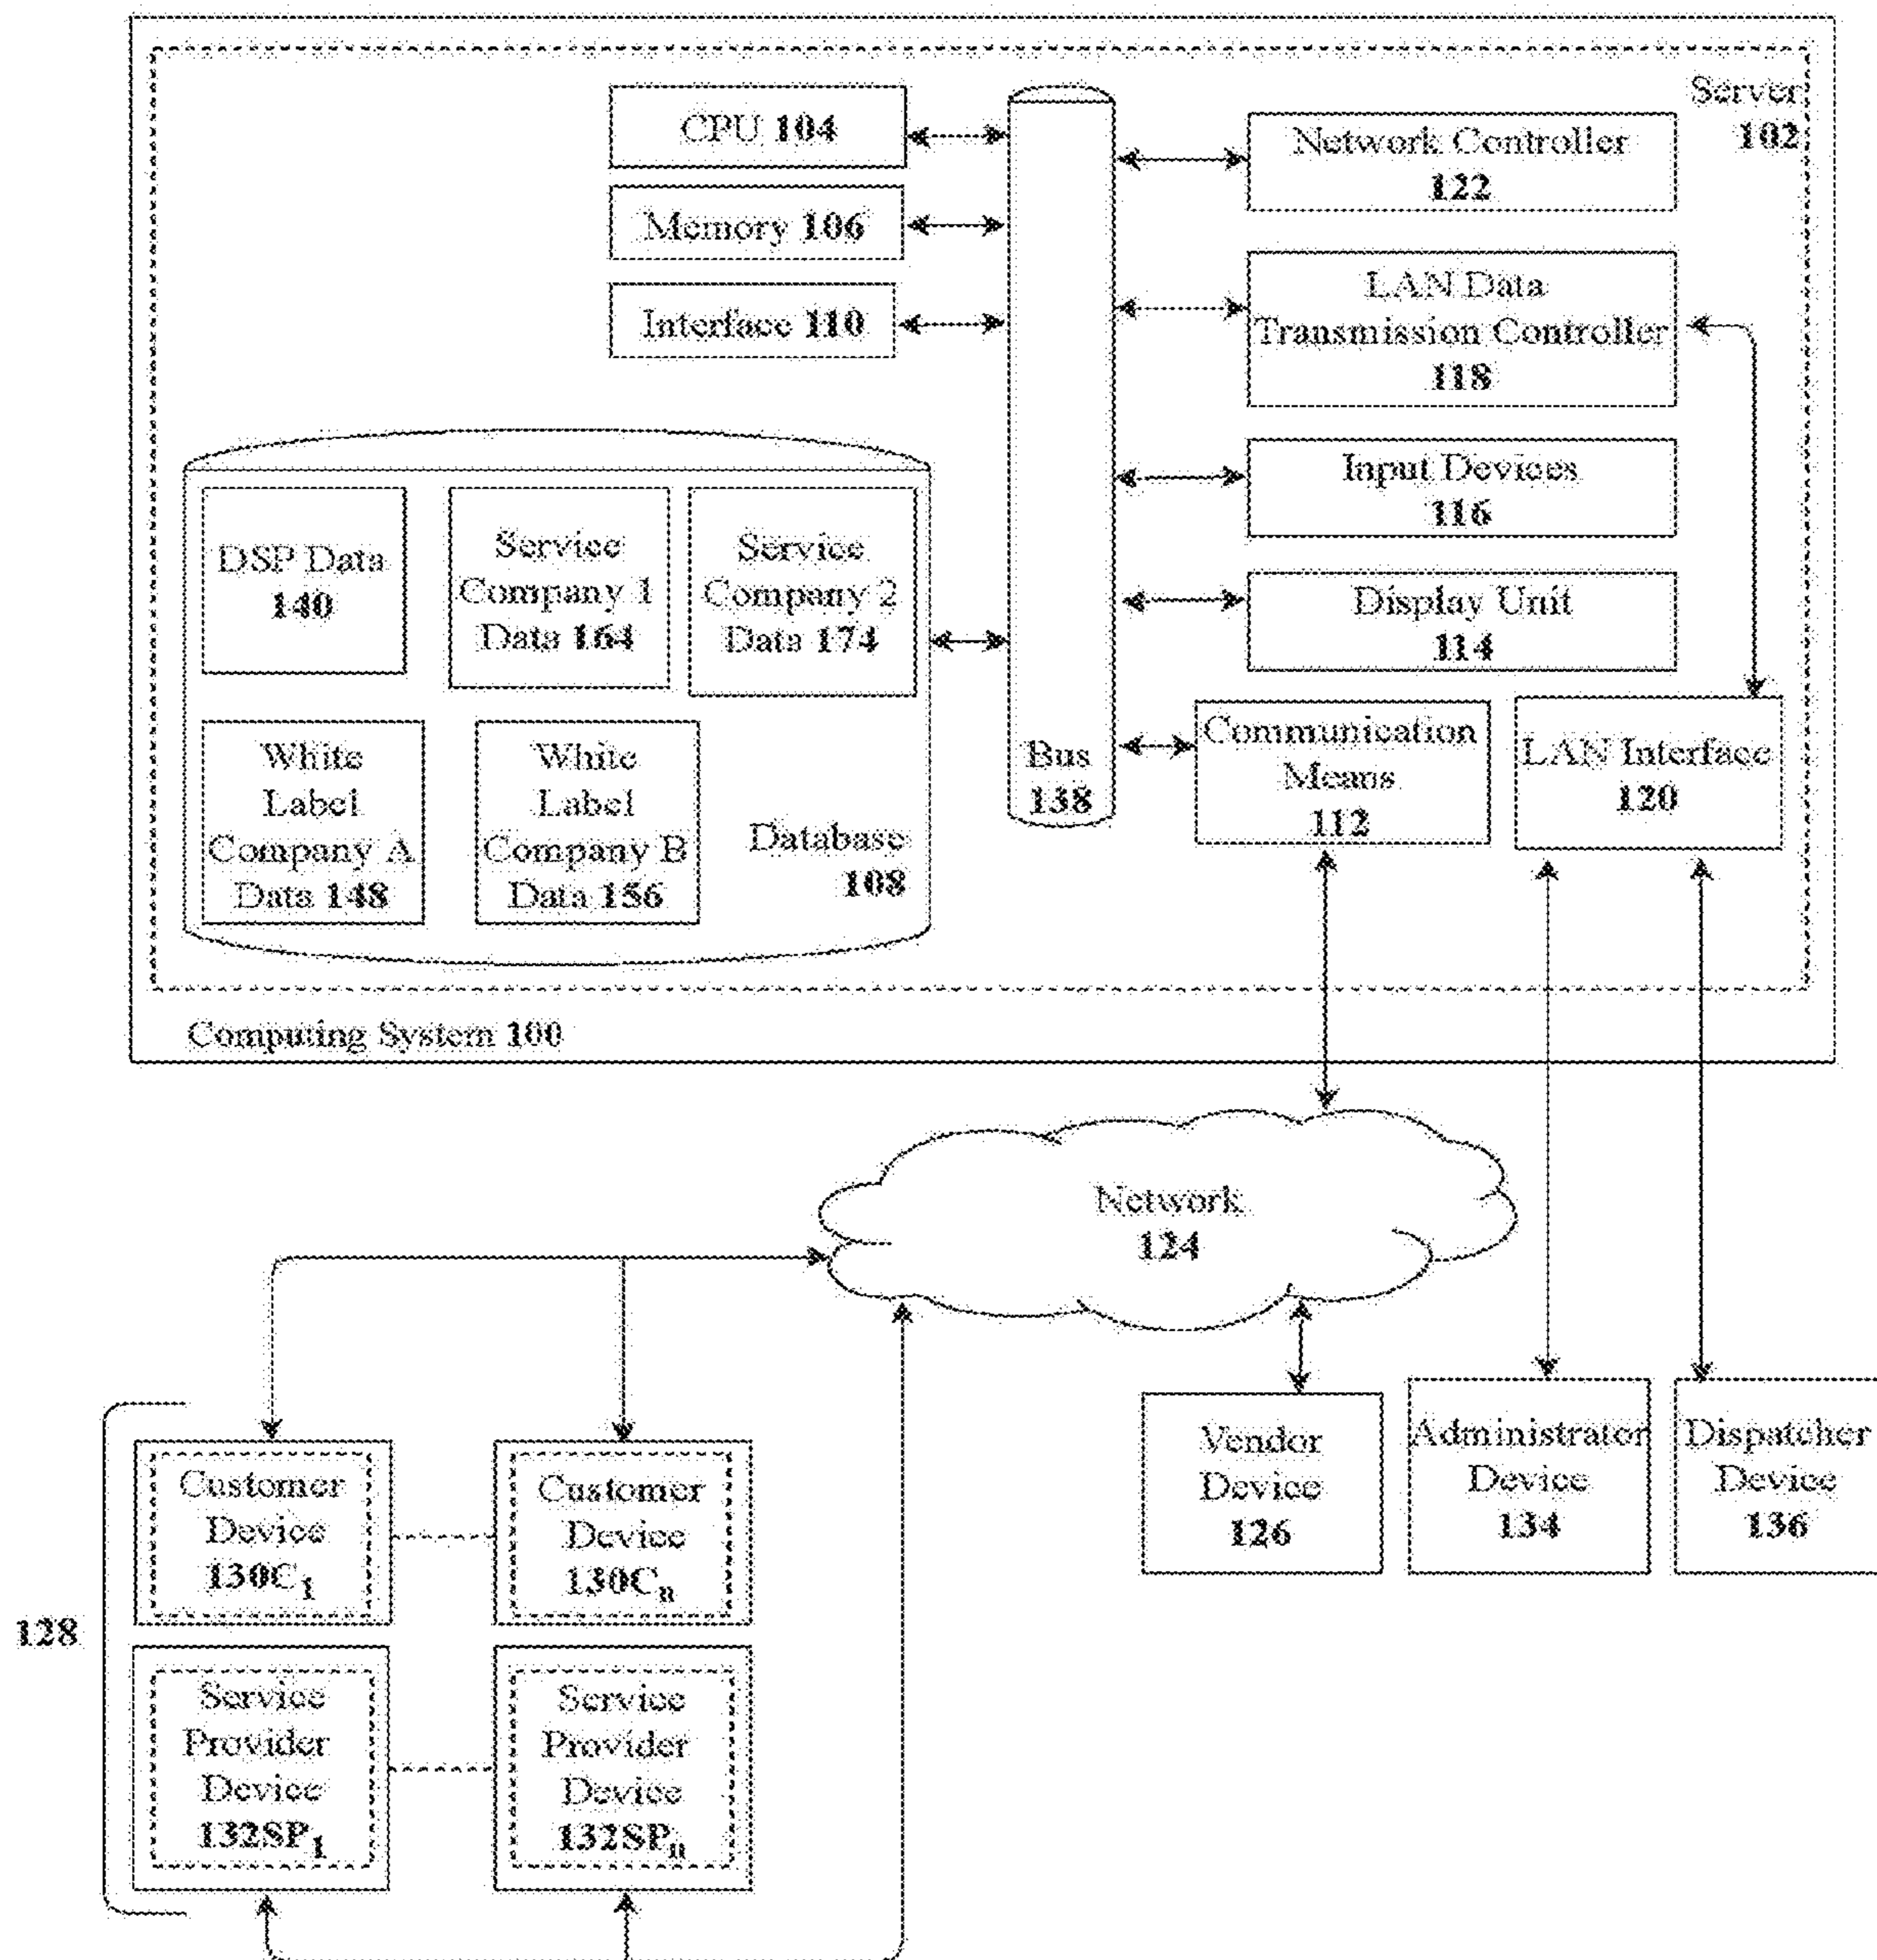 Server
102
CPU 104
Memory 106
Interface 110
Network Controller
122
LAN Data
Transmission Controller
118
Input Devices
116
Display Unit
114
Communication
Means
112
LAN Interface
120
Bus
138
DSP Data
140
Service
Company 1
Data 164
Service
Company 2
Data 174
White
Label
Company A
Data 148
White
Label
Company B
Data 156
Database
108
Computing System 100
Network
124
Customer
Device
130C1
Customer
Device
130Cn
Service
Provider
Device
132SP1
Service
Provider
Device
132SPn
128
Vendor
Device
126
Administrator
Device
134
Dispatcher
Device
136